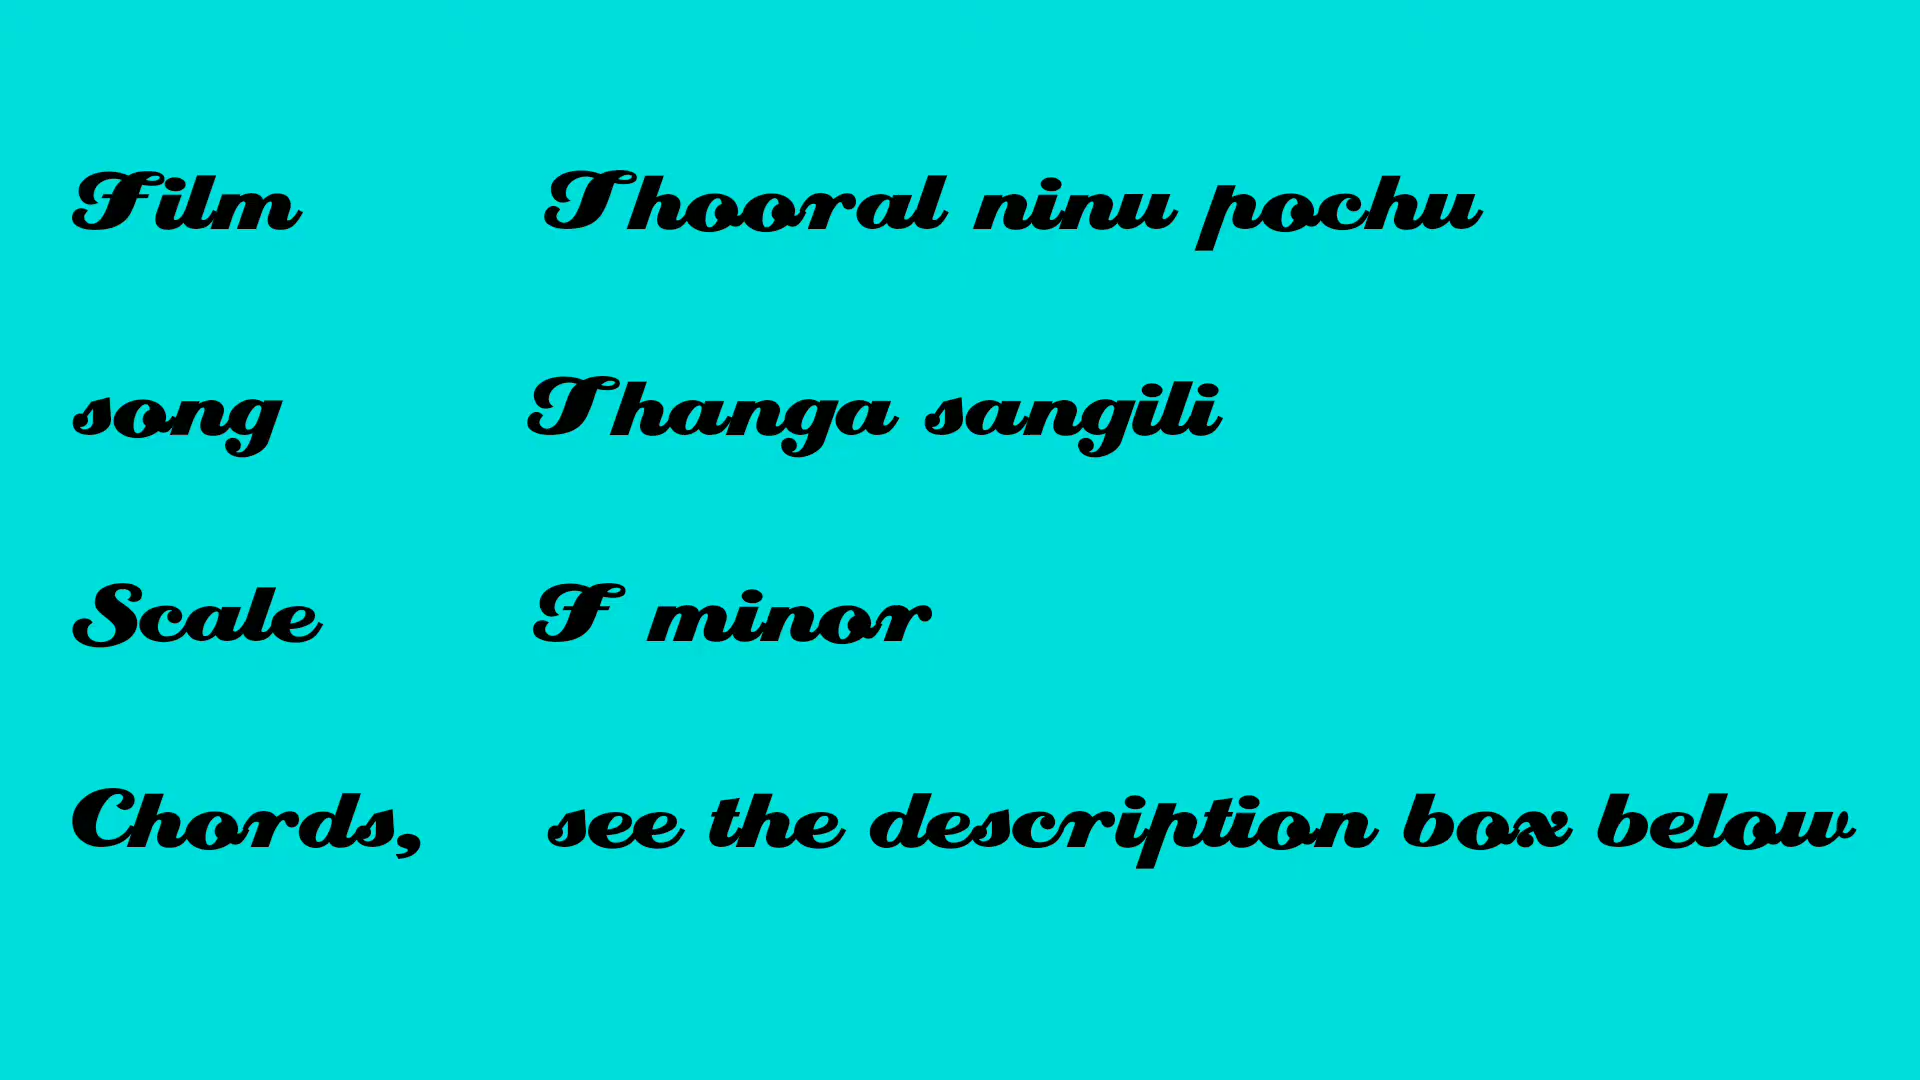 Film Thooral ninu pochu
song Thanga sangili
Scale F minor
Chords, see the description box below